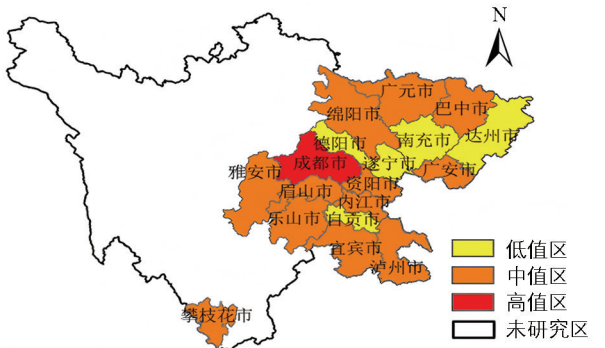 N
广元市
绵阳市
巴中市
德阳市
南充市
达州市
成都市
遂宁市
雅安市
资阳市
广安市
眉山市
内江市
乐山市
自贡市
宜宾市
泸州市
攀枝花市
低值区
中值区
高值区
未研究区